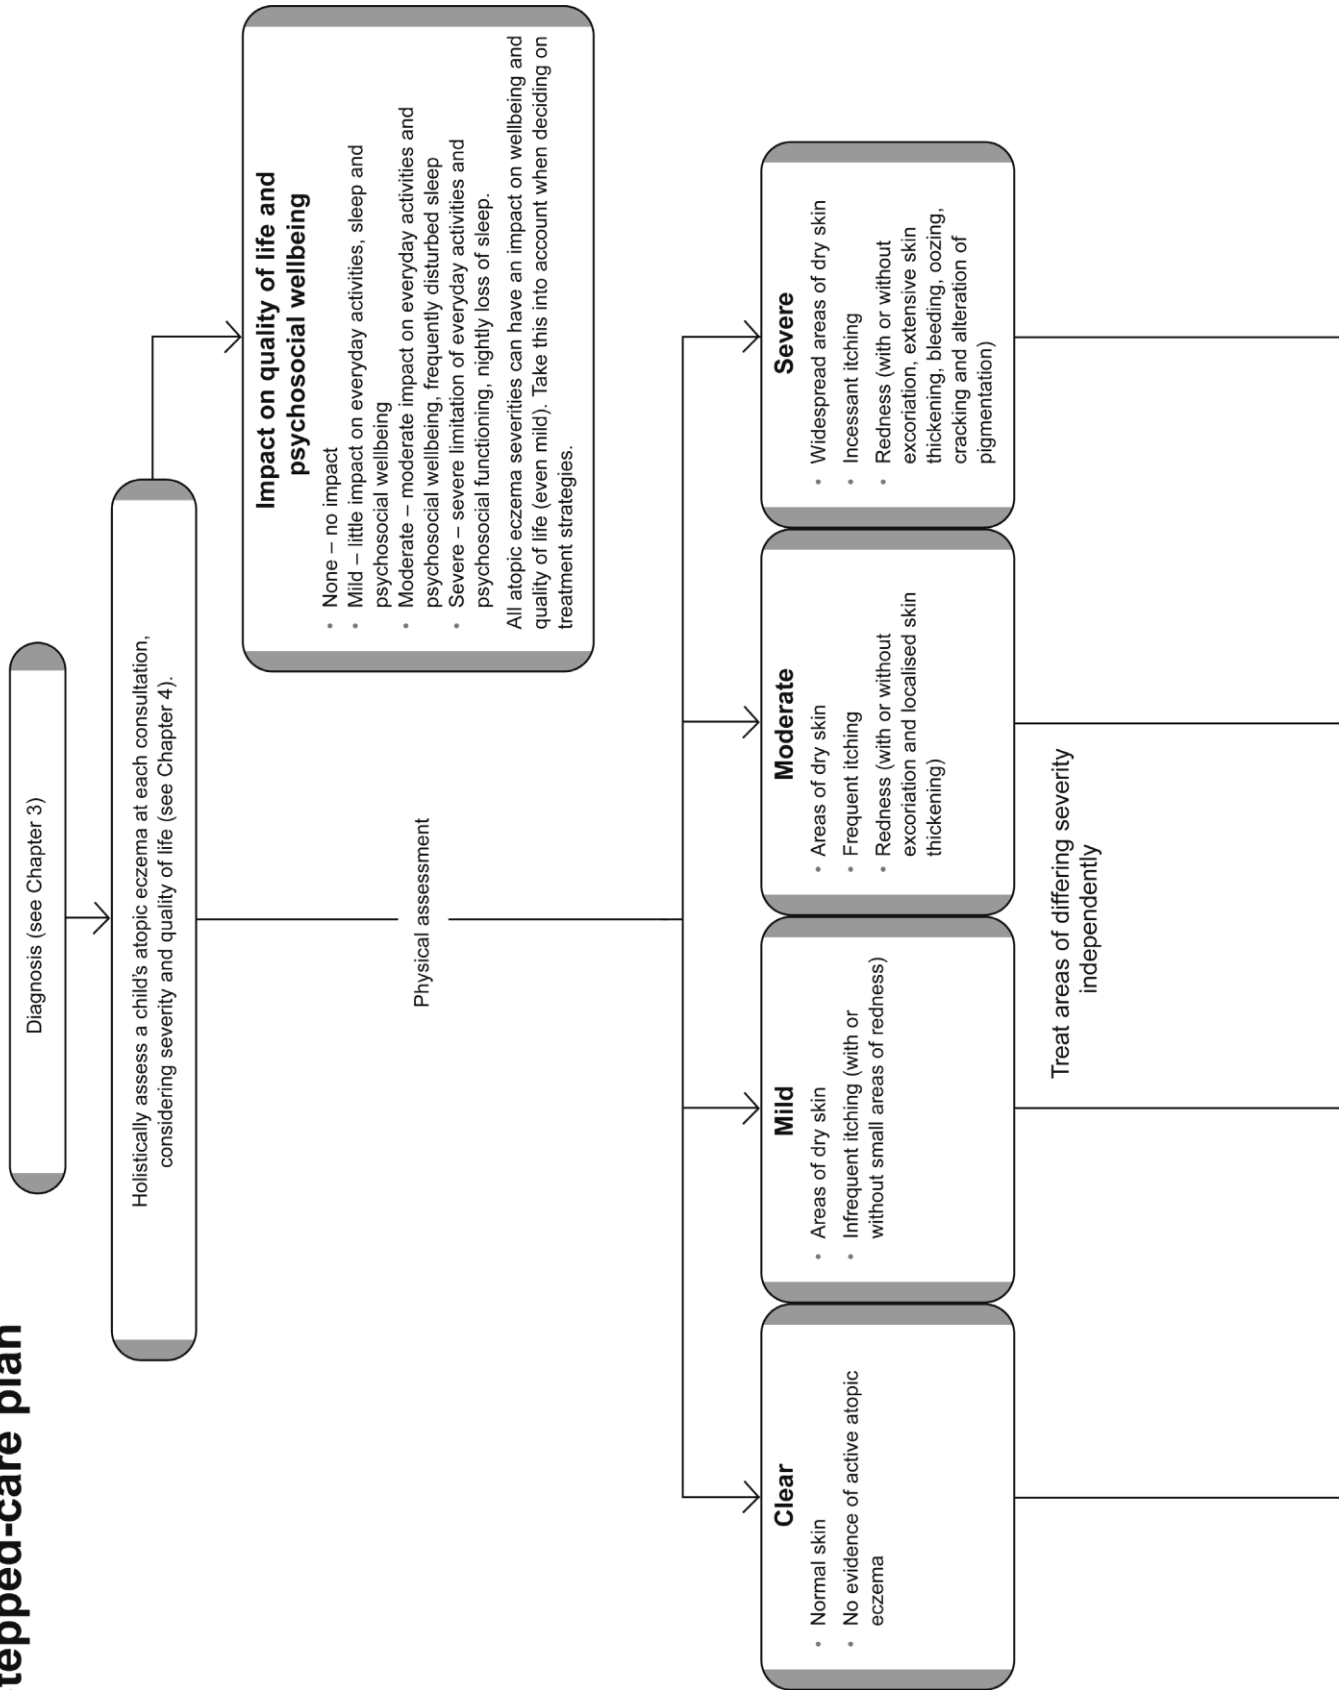 tepped-care plan
Diagnosis (see Chapter 3)
Holistically assess a child's atopic eczema at each consultation,
considering severity and quality of life (see Chapter 4).
Impact on quality of life and
psychosocial wellbeing
• None – no impact
• Mild – little impact on everyday activities, sleep and
psychosocial wellbeing
• Moderate – moderate impact on everyday activities and
psychosocial wellbeing, frequently disturbed sleep
• Severe – severe limitation of everyday activities and
psychosocial functioning, nightly loss of sleep.
All atopic eczema severities can have an impact on wellbeing and
quality of life (even mild). Take this into account when deciding on
treatment strategies.
Physical assessment
Clear
• Normal skin
• No evidence of active atopic
eczema
Mild
• Areas of dry skin
• Infrequent itching (with or
without small areas of redness)
Moderate
• Areas of dry skin
• Frequent itching
• Redness (with or without
excoriation and localised skin
thickening)
Severe
• Widespread areas of dry skin
• Incessant itching
• Redness (with or without
excoriation, extensive skin
thickening, bleeding, oozing,
cracking and alteration of
pigmentation)
Treat areas of differing severity
independently